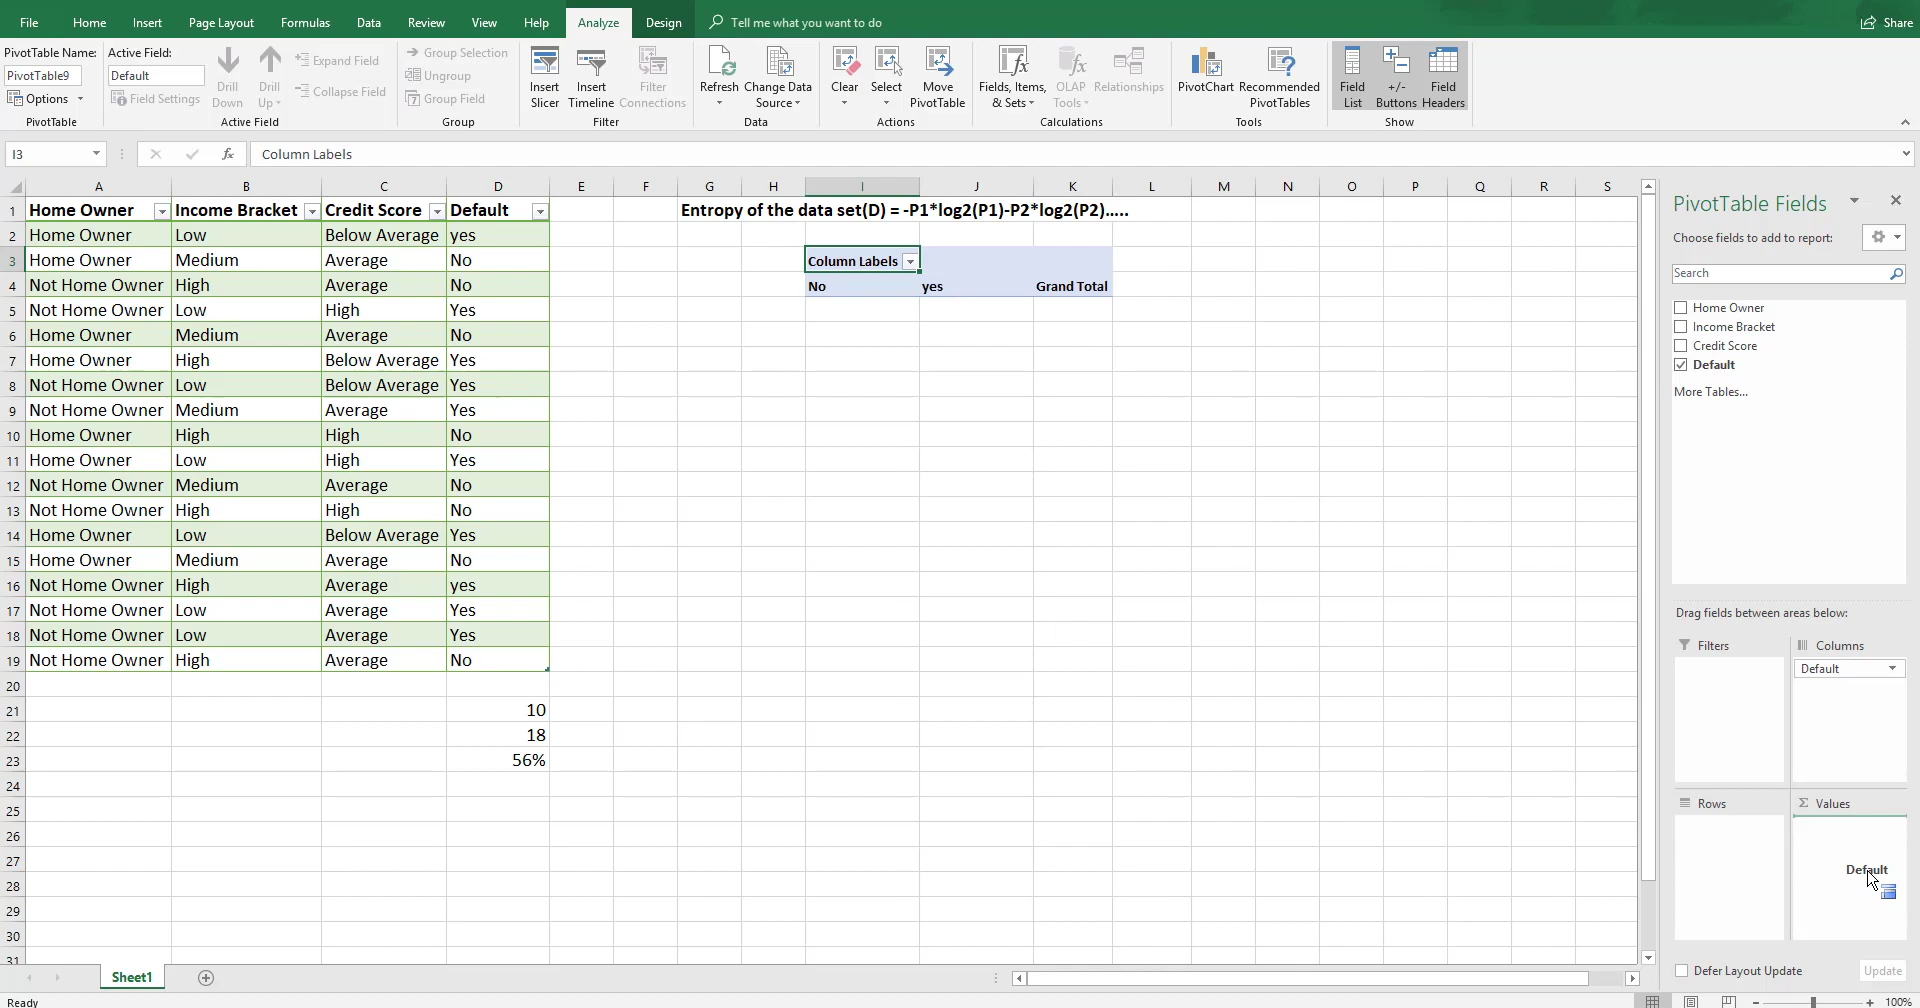 File Home Insert Page Layout Formulas Data Review View Help Analyze Design Tell me what you want to do Share
PivotTable Name: Active Field:
PivotTable9 Default
Options Field Settings
Drill Down Drill Up
Expand Field
Collapse Field
Group Selection
Ungroup
Group Field
Insert Slicer Insert Timeline Filter Connections
Refresh Change Data Source
Clear Select Move PivotTable
Fields, Items, & Sets OLAP Tools Relationships
PivotChart Recommended PivotTables
Field List +/- Buttons Field Headers
PivotTable Active Field Group Filter Data Actions Calculations Tools Show
I3 fx Column Labels
A B C D E F G H I J K L M N O P Q R S
1 Home Owner Income Bracket Credit Score Default Entropy of the data set(D) = -P1*log2(P1)-P2*log2(P2).....
2 Home Owner Low Below Average yes
3 Home Owner Medium Average No Column Labels
4 Not Home Owner High Average No No yes Grand Total
5 Not Home Owner Low High Yes
6 Home Owner Medium Average No
7 Home Owner High Below Average Yes
8 Not Home Owner Low Below Average Yes
9 Not Home Owner Medium Average Yes
10 Home Owner High High No
11 Home Owner Low High Yes
12 Not Home Owner Medium Average No
13 Not Home Owner High High No
14 Home Owner Low Below Average Yes
15 Home Owner Medium Average No
16 Not Home Owner High Average yes
17 Not Home Owner Low Average Yes
18 Not Home Owner Low Average Yes
19 Not Home Owner High Average No
20
21 10
22 18
23 56%
24
25
26
27
28
29
30
31
PivotTable Fields
Choose fields to add to report:
Search
Home Owner
Income Bracket
Credit Score
Default
More Tables...
Drag fields between areas below:
Filters Columns
Default
Rows Values
Default
Defer Layout Update Update
Sheet1
Ready 100%